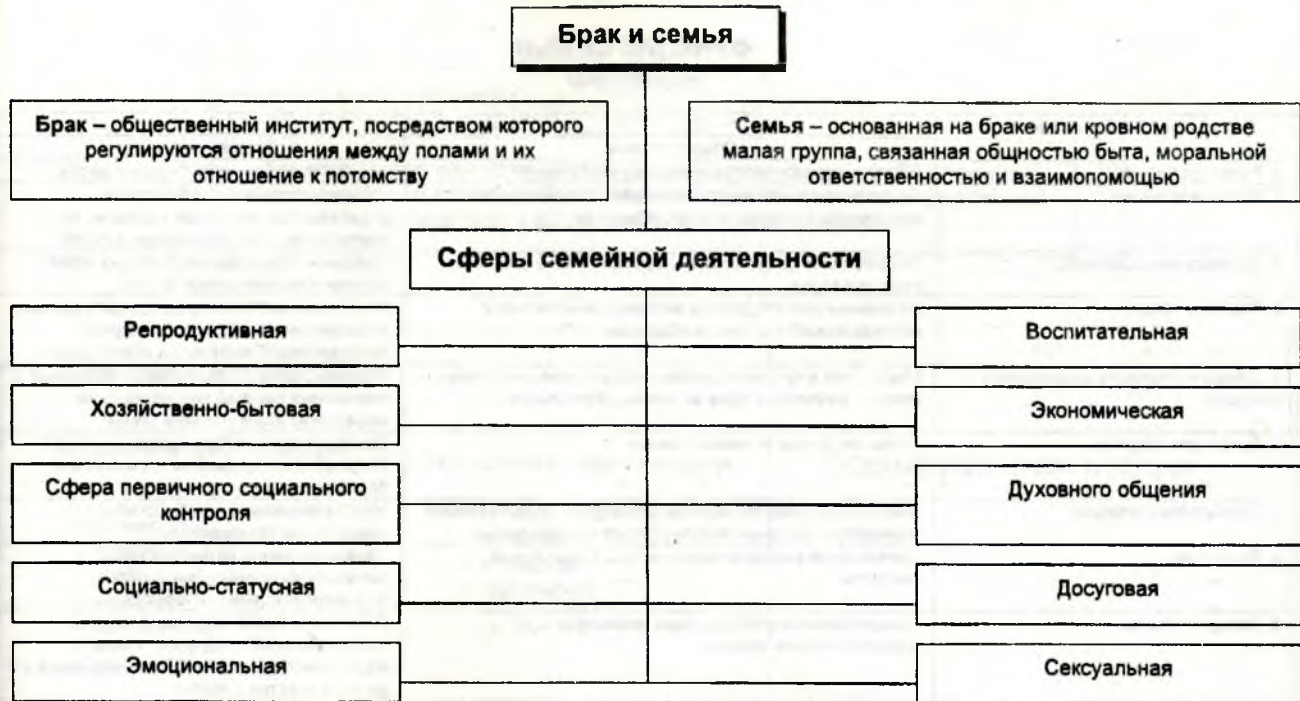 Брак и семья
Брак – общественный институт, посредством которого
регулируются отношения между полами и их
отношение к потомству
Семья – основанная на браке или кровном родстве
малая группа, связанная общностью быта, моральной
ответственностью и взаимопомощью
Сферы семейной деятельности
Репродуктивная
Воспитательная
Хозяйственно-бытовая
Экономическая
Сфера первичного социального
контроля
Духовного общения
Социально-статусная
Досуговая
Эмоциональная
Сексуальная